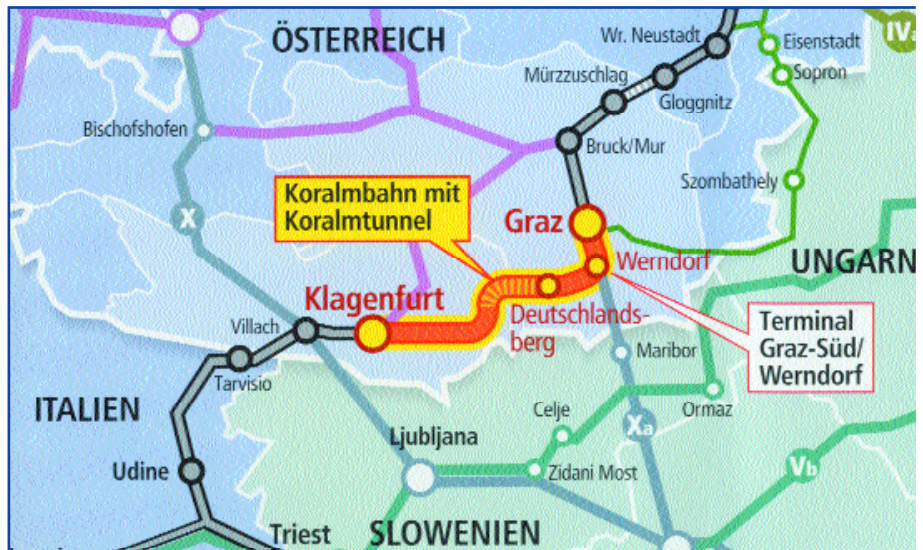 ÖSTERREICH
Wr. Neustadt
Eisenstadt
IVa
Mürzzuschlag
Sopron
Gloggnitz
Bischofshofen
Bruck/Mur
Szombathely
Koralmbahn mit
Koralmtunnel
X
Graz
Werndorf
UNGARN
Klagenfurt
Deutschlands-
berg
Villach
Terminal
Graz-Süd/
Werndorf
Maribor
Tarvisio
ITALIEN
Celje
Ormaz
Xa
Ljubljana
Udine
Zidani Most
Vb
Triest
SLOWENIEN